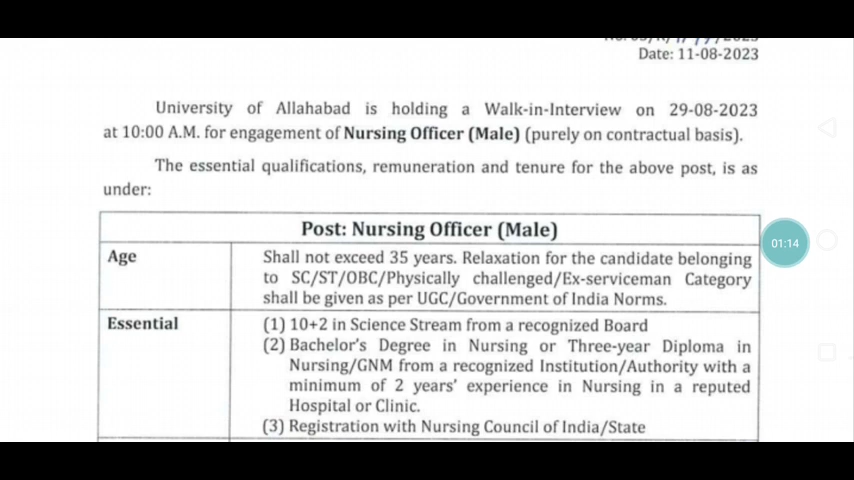 Date: 11-08-2023
University of Allahabad is holding a Walk-in-Interview on 29-08-2023
at 10:00 A.M. for engagement of Nursing Officer (Male) (purely on contractual basis).
The essential qualifications, remuneration and tenure for the above post, is as
under:
Post: Nursing Officer (Male)
Age
Shall not exceed 35 years. Relaxation for the candidate belonging
to SC/ST/OBC/Physically challenged/Ex-serviceman Category
shall be given as per UGC/Government of India Norms.
Essential
(1) 10+2 in Science Stream from a recognized Board
(2) Bachelor's Degree in Nursing or Three-year Diploma in
Nursing/GNM from a recognized Institution/Authority with a
minimum of 2 years' experience in Nursing in a reputed
Hospital or Clinic.
(3) Registration with Nursing Council of India/State
01:14